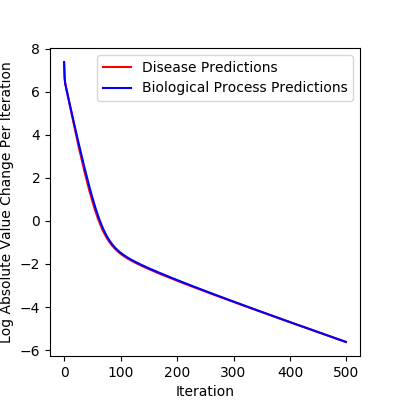 Log Absolute Value Change Per Iteration
8
6
4
2
0
−2
−4
−6
Disease Predictions
Biological Process Predictions
0 100 200 300 400 500
Iteration